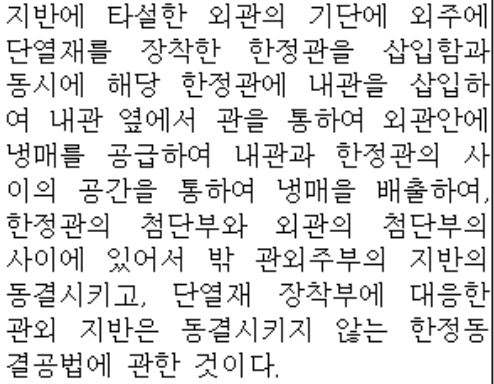 지반에 타설한 외관의 기단에 외주에
단열재를 장착한 한정관을 삽입함과
동시에 해당 한정관에 내관을 삽입하
여 내관 옆에서 관을 통하여 외관안에
냉매를 공급하여 내관과 한정관의 사
이의 공간을 통하여 냉매을 배출하여,
한정관의 첨단부와 외관의 첨단부의
사이에 있어서 밖 관외주부의 지반의
동결시키고, 단열재 장착부에 대응한
관외 지반은 동결시키지 않는 한정동
결공법에 관한 것이다.